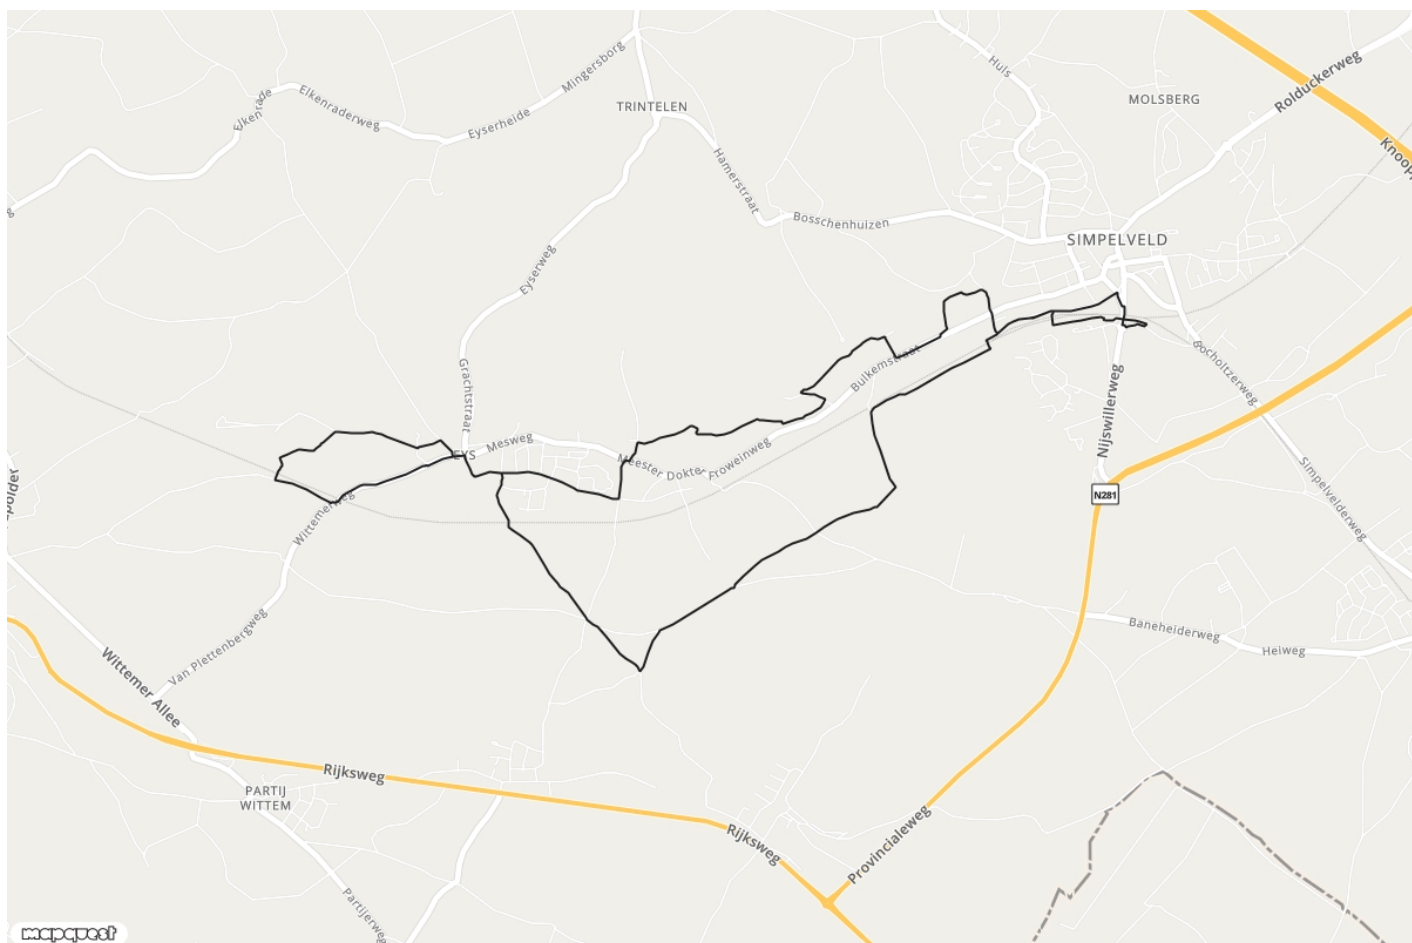 Huls
MOLSBERG
Rolduckerweg
Mingersborg
Elkenrade
Elkenraderweg
Eyserheide
TRINTELEN
Hamerstraat
Knoop
Bosschenhuizen
SIMPELVELD
Eyserweg
Bocholtzerweg
Grachtstraat
Bulkemstraat
Nijswillerweg
EYS
Mesweg
Meester Dokter
Froweinweg
Simpelvelderweg
N281
Wittemerweg
Baneheiderweg
Helweg
Van Plettenbergweg
Wittemer Allee
Rijksweg
PARTIJ
WITTEM
Rijksweg
Provincialeweg
Partijerweg
mapquest